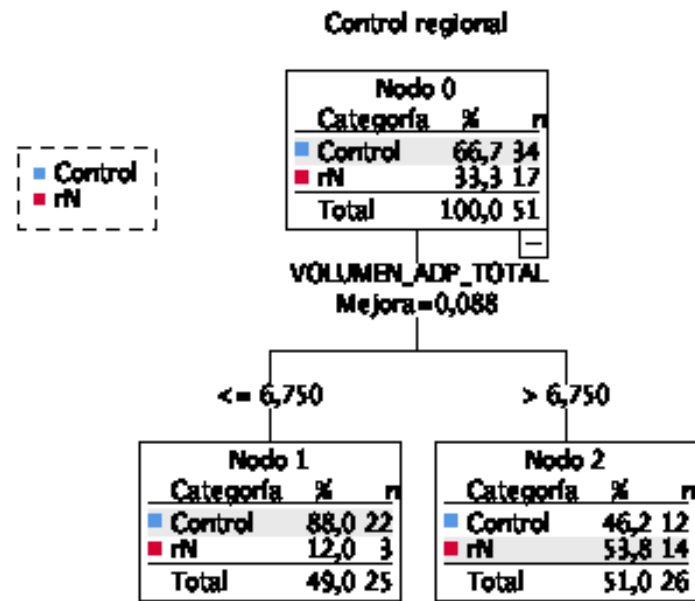 Control regional
Control
rN
Nodo 0
Categoría % n
Control 66,7 34
rN 33,3 17
Total 100,0 51
VOLUMEN_ADP_TOTAL
Mejora=0,088
<= 6,750
> 6,750
Nodo 1
Categoría % n
Control 88,0 22
rN 12,0 3
Total 49,0 25
Nodo 2
Categoría % n
Control 46,2 12
rN 53,8 14
Total 51,0 26